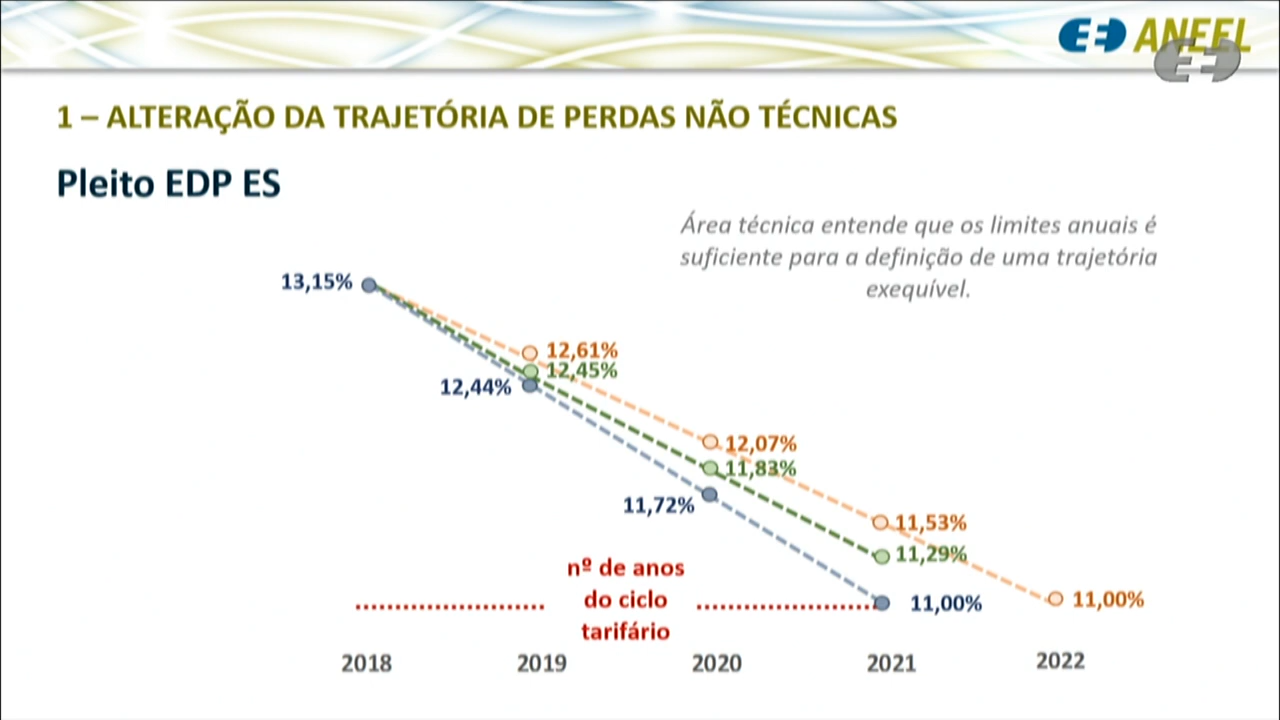 ANEEL
1 – ALTERAÇÃO DA TRAJETÓRIA DE PERDAS NÃO TÉCNICAS
Pleito EDP ES
Área técnica entende que os limites anuais é
suficiente para a definição de uma trajetória
exequível.
13,15%
12,61%
12,45%
12,44%
12,07%
11,83%
11,72%
11,53%
11,29%
nº de anos
do ciclo
tarifário
11,00%
11,00%
2018
2019
2020
2021
2022